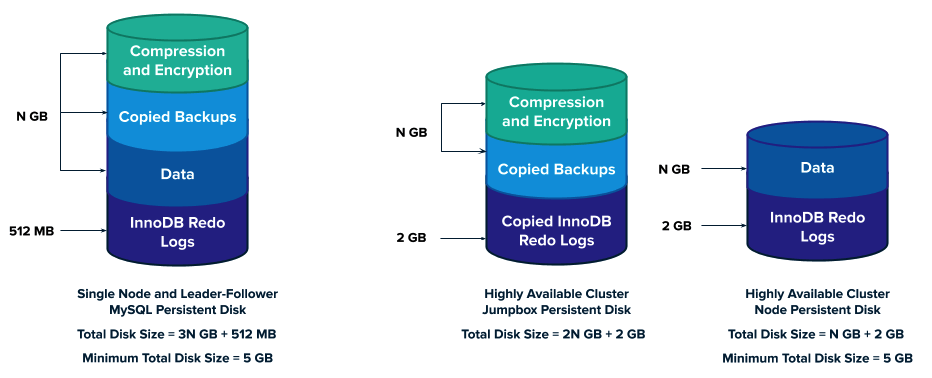 Compression
and Encryption
Copied Backups
Data
InnoDB Redo
Logs
N GB
512 MB
Single Node and Leader-Follower
MySQL Persistent Disk
Total Disk Size = 3N GB + 512 MB
Minimum Total Disk Size = 5 GB
Compression
and Encryption
Copied Backups
Copied InnoDB
Redo Logs
N GB
2 GB
Highly Available Cluster
Jumpbox Persistent Disk
Total Disk Size = 2N GB + 2 GB
Data
InnoDB Redo
Logs
N GB
2 GB
Highly Available Cluster
Node Persistent Disk
Total Disk Size = N GB + 2 GB
Minimum Total Disk Size = 5 GB